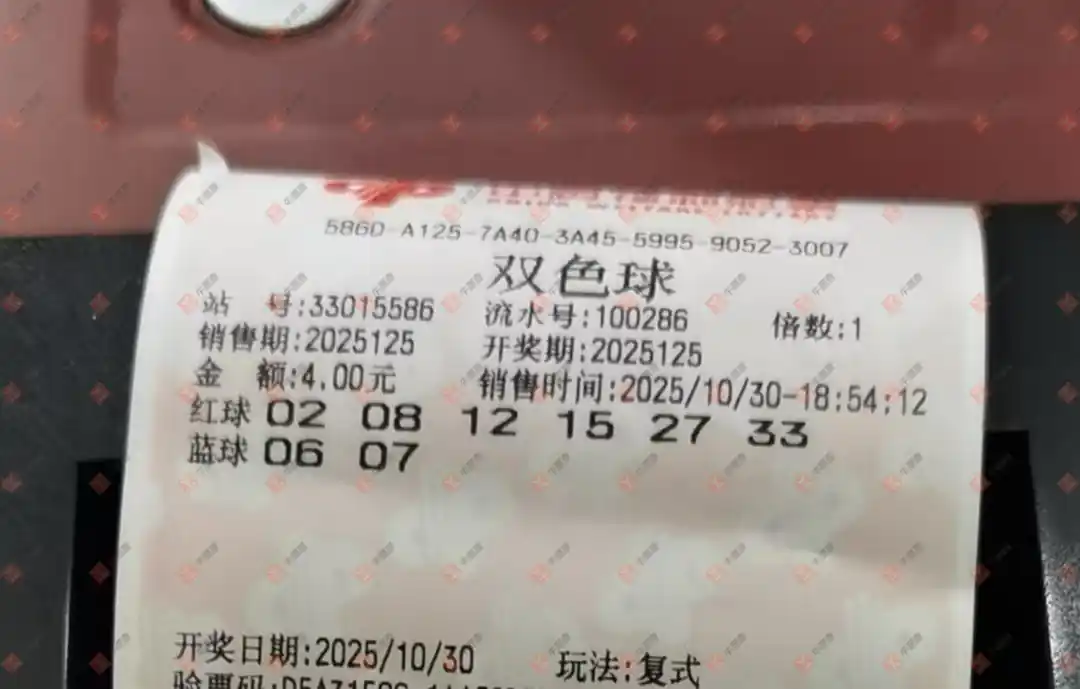 5860-A125-7A40-3A45-5995-9052-3007
双色球
站 号:33015586 流水号:100286 倍数:1
销售期:2025125 开奖期:2025125
金 额:4.00元 销售时间:2025/10/30-18:54:12
红球 02 08 12 15 27 33
蓝球 06 07
开奖日期:2025/10/30 玩法:复式
验票码: